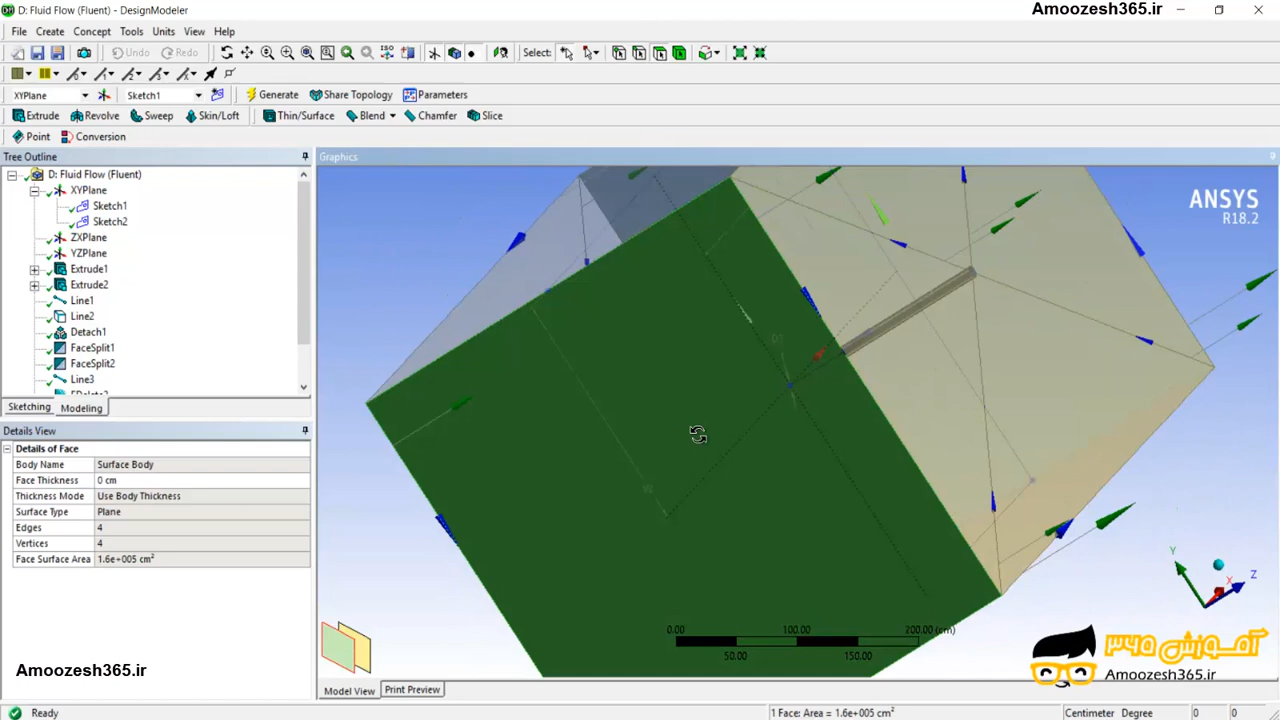 D: Fluid Flow (Fluent) - DesignModeler
Amoozesh365.ir
File Create Concept Tools Units View Help
Undo Redo Select:
XYPlane Sketch1 Generate Share Topology Parameters
Extrude Revolve Sweep Skin/Loft Thin/Surface Blend Chamfer Slice
Point Conversion
Tree Outline
D: Fluid Flow (Fluent)
XYPlane
Sketch1
Sketch2
ZXPlane
YZPlane
Extrude1
Extrude2
Line1
Line2
Detach1
FaceSplit1
FaceSplit2
Line3
Sketching Modeling
Details View
Details of Face
Body Name Surface Body
Face Thickness 0 cm
Thickness Mode Use Body Thickness
Surface Type Plane
Edges 4
Vertices 4
Face Surface Area 1.6e+005 cm²
Amoozesh365.ir
Graphics
ANSYS
R18.2
Y
X
Z
0.00 100.00 200.00 (cm)
50.00 150.00
آموزش ۳۶۵
Amoozesh365.ir
Model View Print Preview
Ready 1 Face: Area = 1.6e+005 cm² Centimeter Degree 0 0